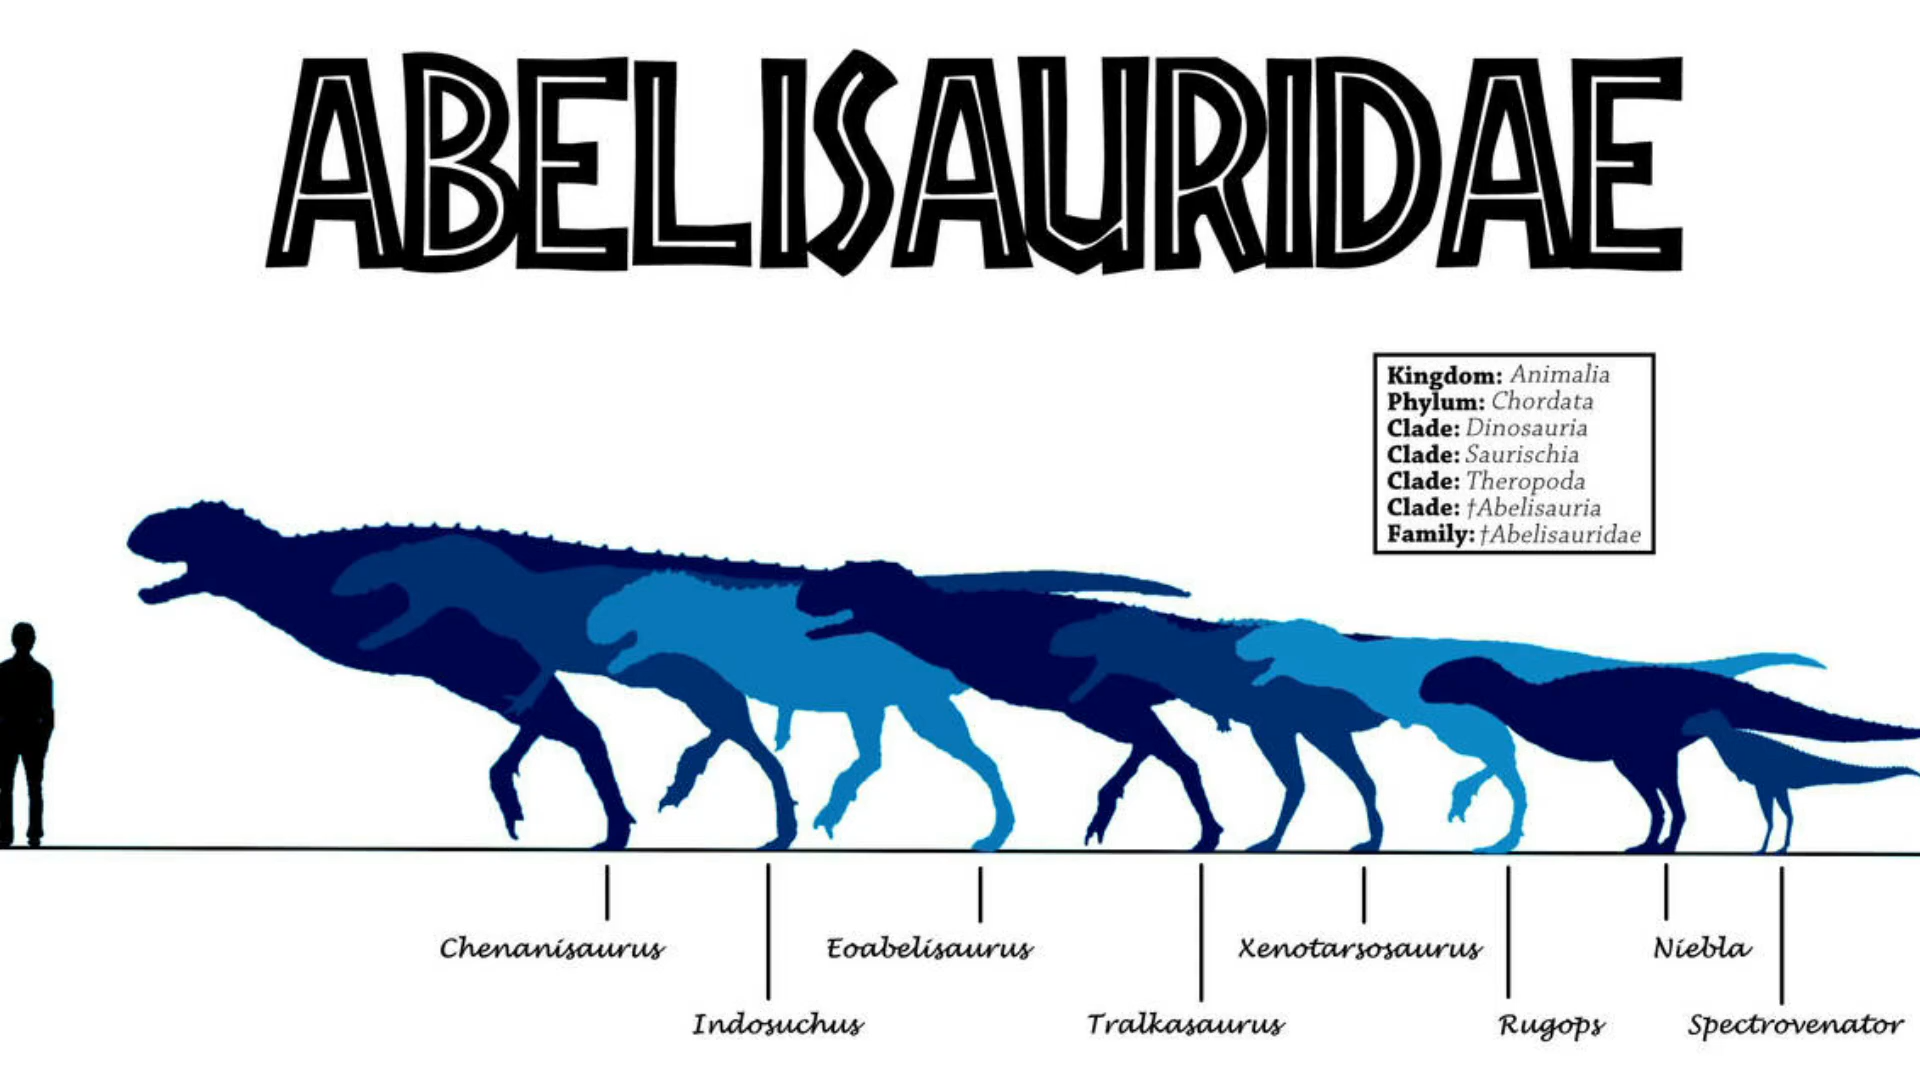 ABELISAURIDAE
Kingdom: Animalia
Phylum: Chordata
Clade: Dinosauria
Clade: Saurischia
Clade: Theropoda
Clade: †Abelisauria
Family: †Abelisauridae
Chenanisaurus Eoabelisaurus Xenotarsosaurus Niebla
Indosuchus Tralkasaurus Rugops Spectrovenator